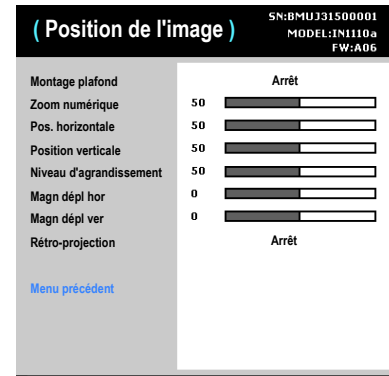 ( Position de l'image )
SN:BMUJ31500001
MODEL:IN1110a
FW:A06
Montage plafond Arrêt
Zoom numérique 50
Pos. horizontale 50
Position verticale 50
Niveau d'agrandissement 50
Magn dépl hor 0
Magn dépl ver 0
Rétro-projection Arrêt
Menu précédent